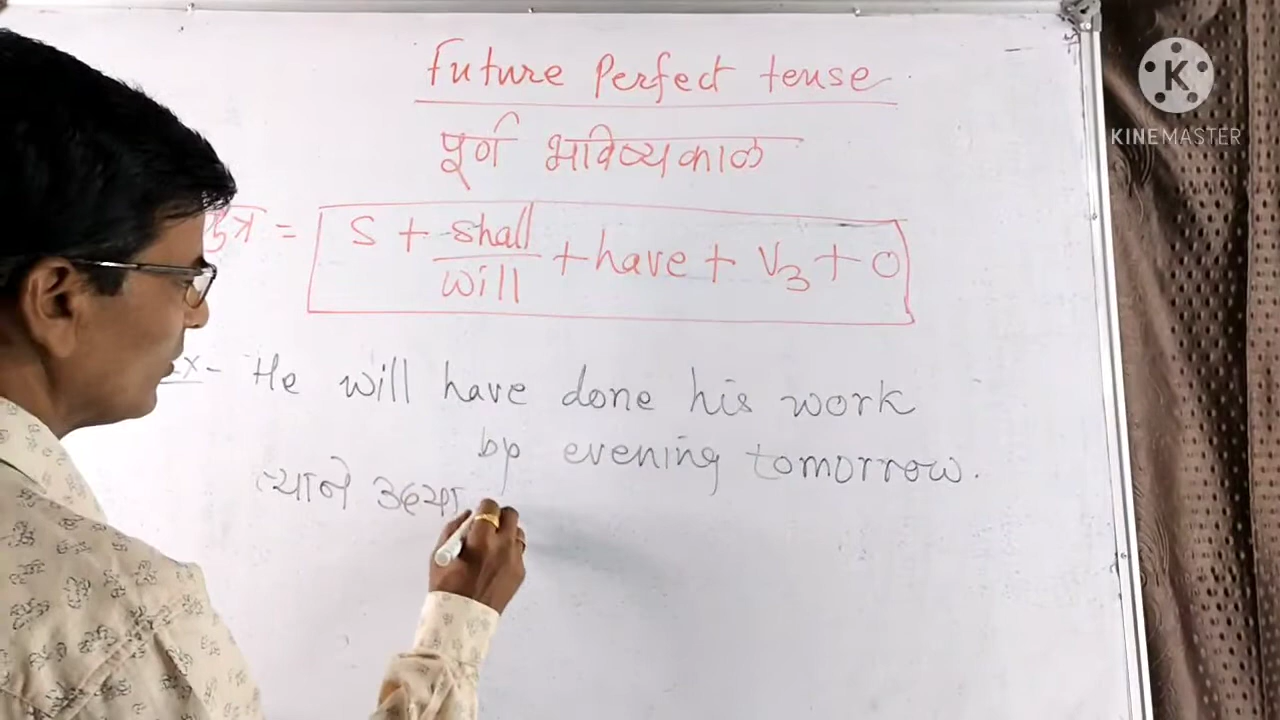 Future Perfect tense
पूर्ण भविष्यकाळ
सूत्र = S + shall/will + have + V3 + O
Ex - He will have done his work
by evening tomorrow.
त्याने उद्या
KINEMASTER